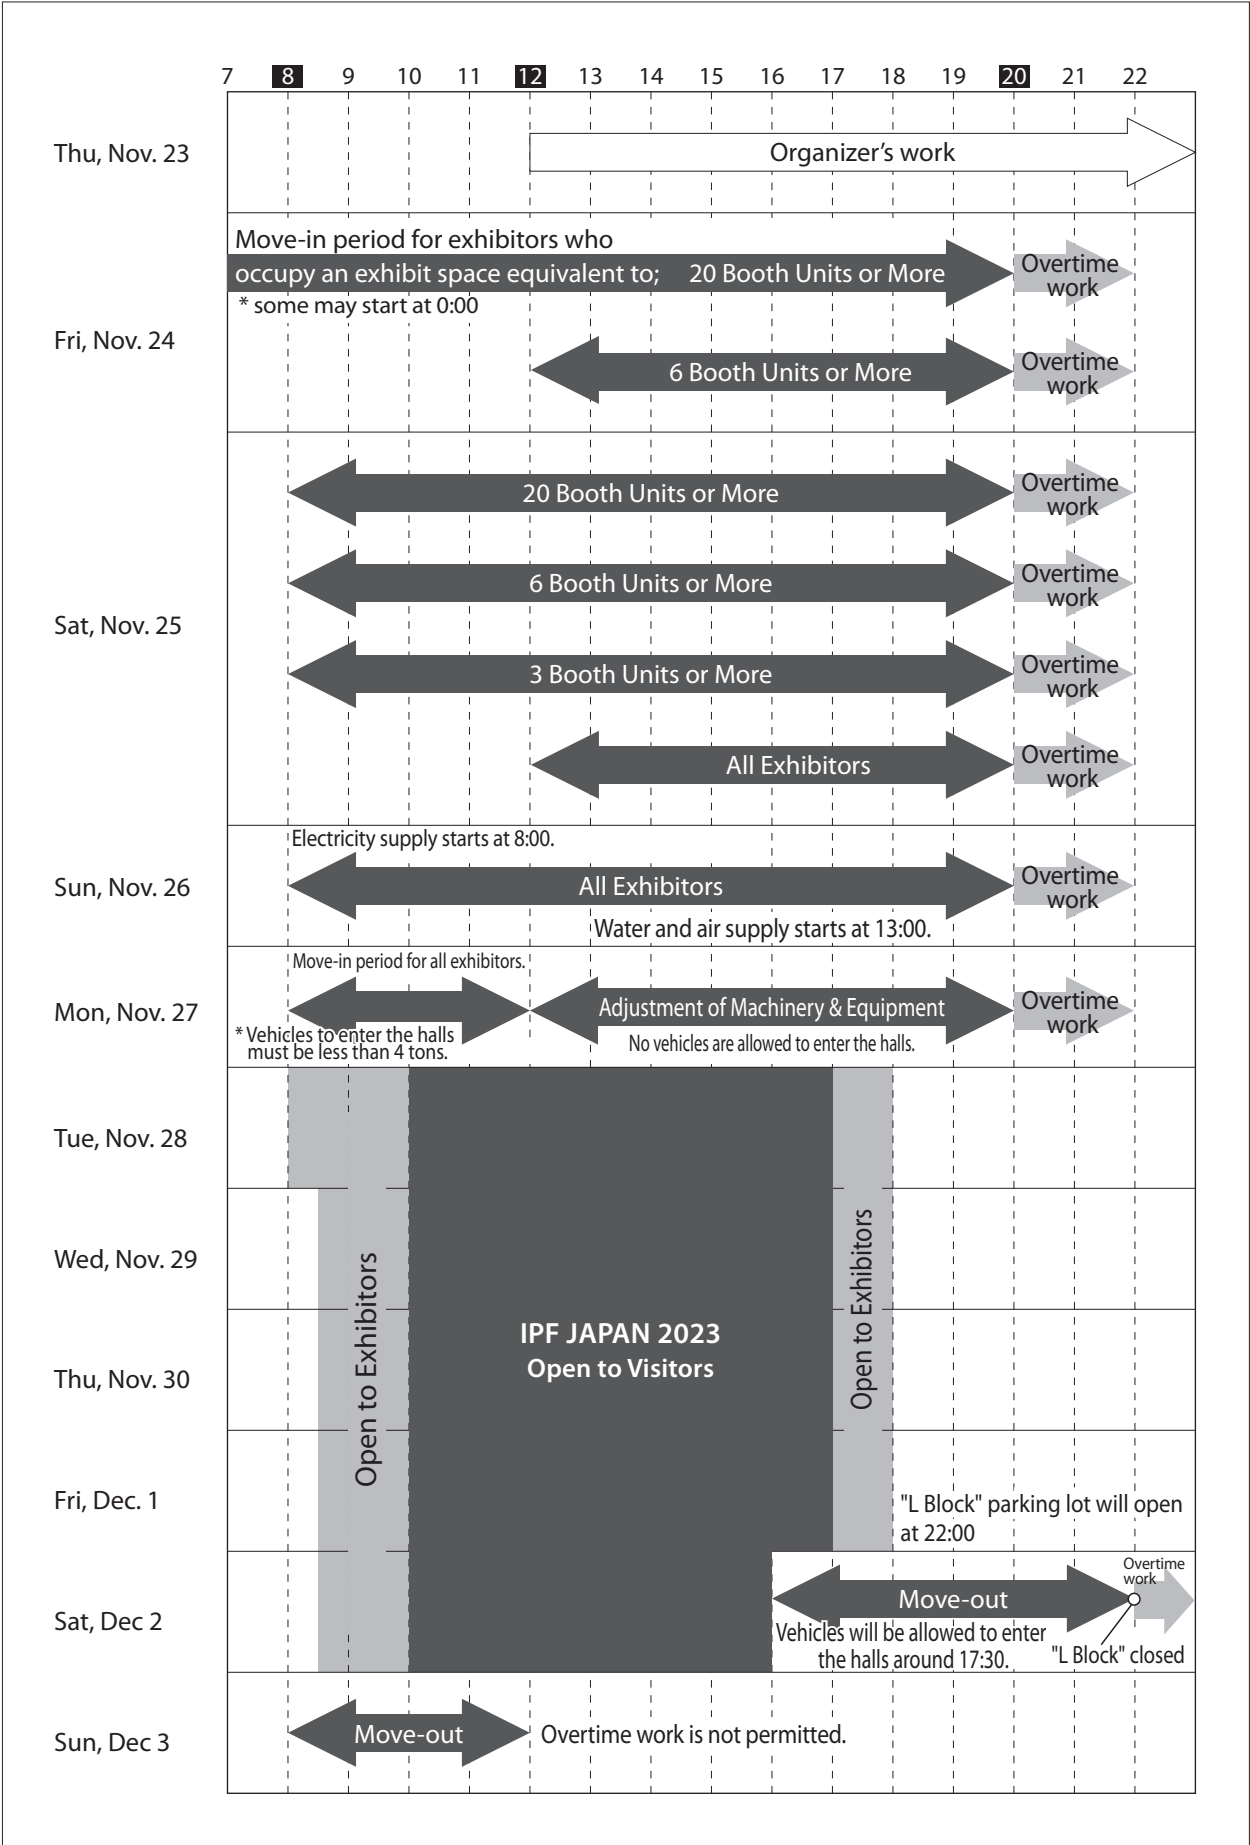 7 8 9 10 11 12 13 14 15 16 17 18 19 20 21 22
Thu, Nov. 23
Organizer's work
Fri, Nov. 24
Move-in period for exhibitors who
occupy an exhibit space equivalent to; 20 Booth Units or More
* some may start at 0:00
Overtime
work
6 Booth Units or More
Overtime
work
Sat, Nov. 25
20 Booth Units or More
Overtime
work
6 Booth Units or More
Overtime
work
3 Booth Units or More
Overtime
work
All Exhibitors
Overtime
work
Sun, Nov. 26
Electricity supply starts at 8:00.
All Exhibitors
Overtime
work
Water and air supply starts at 13:00.
Mon, Nov. 27
Move-in period for all exhibitors.
* Vehicles to enter the halls
must be less than 4 tons.
Adjustment of Machinery & Equipment
No vehicles are allowed to enter the halls.
Overtime
work
Tue, Nov. 28
Wed, Nov. 29
Thu, Nov. 30
Fri, Dec. 1
Open to Exhibitors
IPF JAPAN 2023
Open to Visitors
Open to Exhibitors
"L Block" parking lot will open
at 22:00
Sat, Dec 2
Move-out
Vehicles will be allowed to enter
the halls around 17:30.
Overtime
work
"L Block" closed
Sun, Dec 3
Move-out
Overtime work is not permitted.